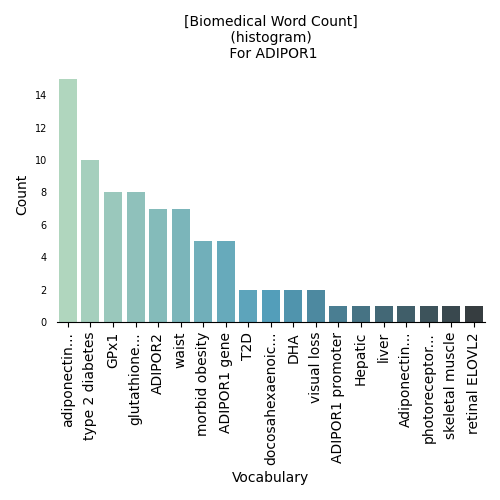 [Biomedical Word Count]
(histogram)
For ADIPOR1
Count
14
12
10
8
6
4
2
0
adiponectin...
type 2 diabetes
GPx1
glutathione...
ADIPOR2
waist
morbid obesity
ADIPOR1 gene
T2D
docosahexaenoic...
DHA
visual loss
ADIPOR1 promoter
Hepatic
liver
Adiponectin...
photoreceptor...
skeletal muscle
retinal ELOVL2
Vocabulary